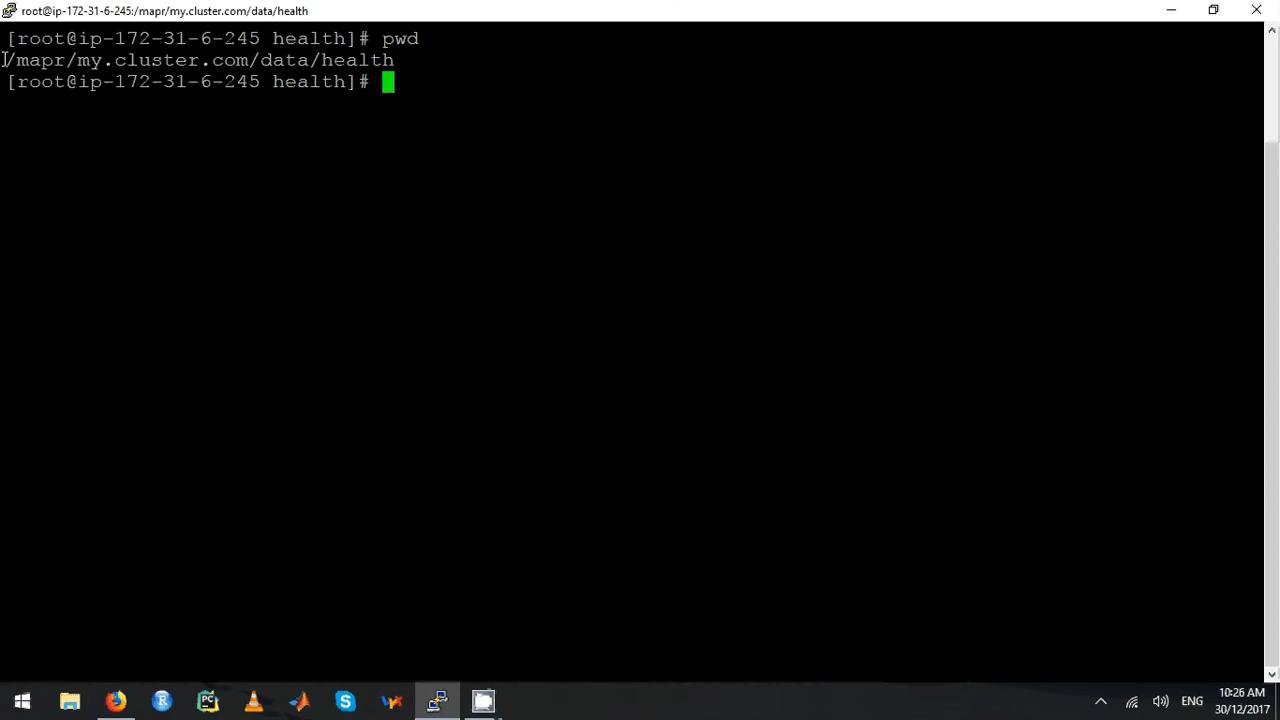 root@ip-172-31-6-245:/mapr/my.cluster.com/data/health
[root@ip-172-31-6-245 health]# pwd
/mapr/my.cluster.com/data/health
[root@ip-172-31-6-245 health]#
R
PC
S
ENG
10:26 AM
30/12/2017